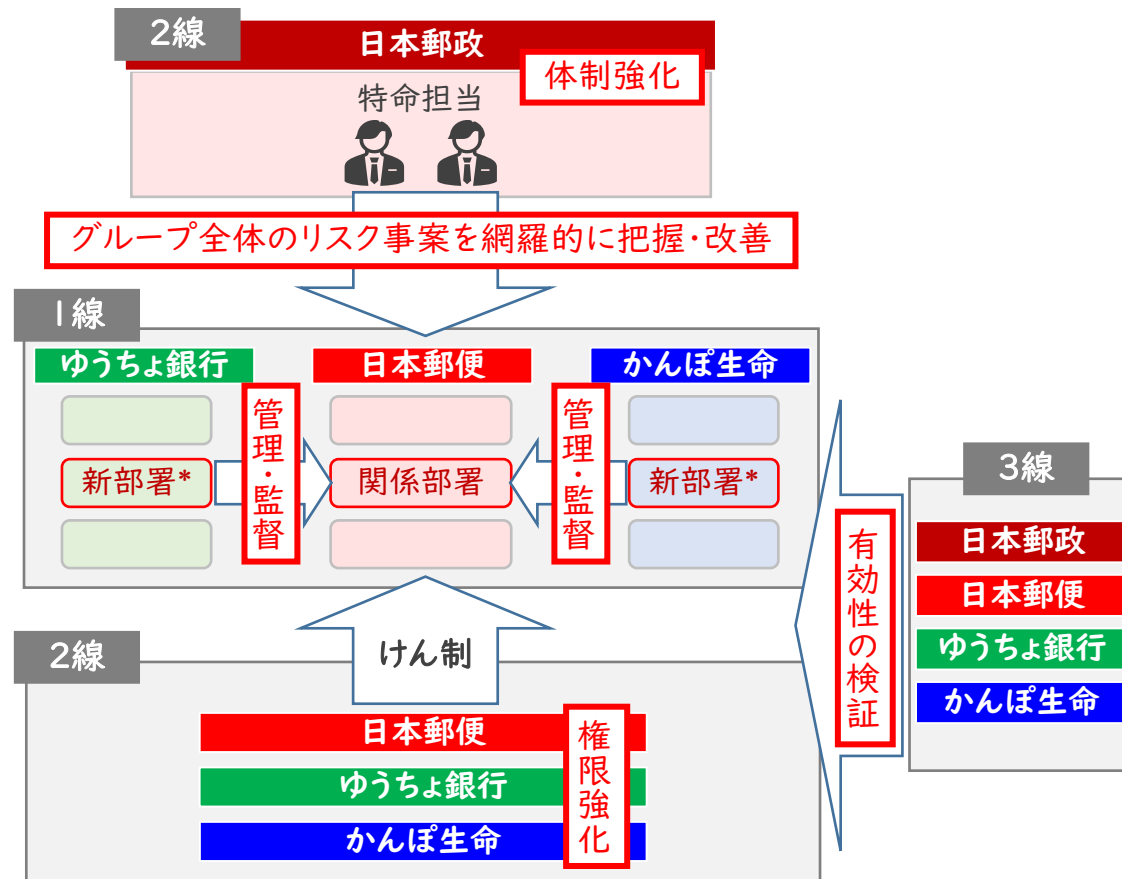 2線
日本郵政
体制強化
特命担当
グループ全体のリスク事案を網羅的に把握・改善
1線
ゆうちょ銀行
日本郵便
かんぽ生命
管理・監督
管理・監督
新部署*
関係部署
新部署*
3線
日本郵政
日本郵便
ゆうちょ銀行
かんぽ生命
有効性の検証
けん制
2線
日本郵便
ゆうちょ銀行
かんぽ生命
権限強化